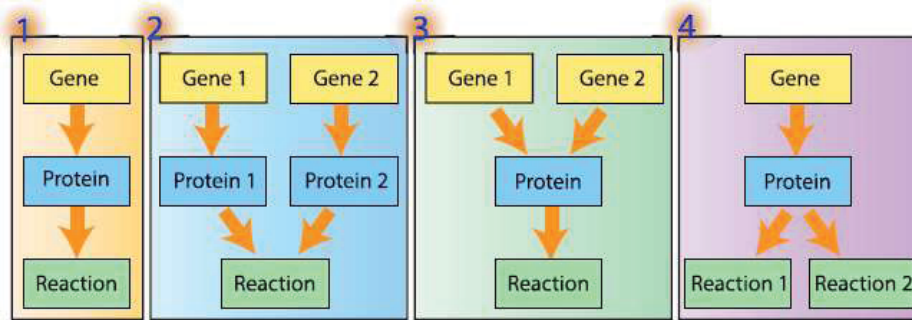 1
2
3
4
Gene
Gene 1
Gene 2
Gene 1
Gene 2
Gene
Protein
Protein 1
Protein 2
Protein
Protein
Reaction
Reaction
Reaction
Reaction 1
Reaction 2